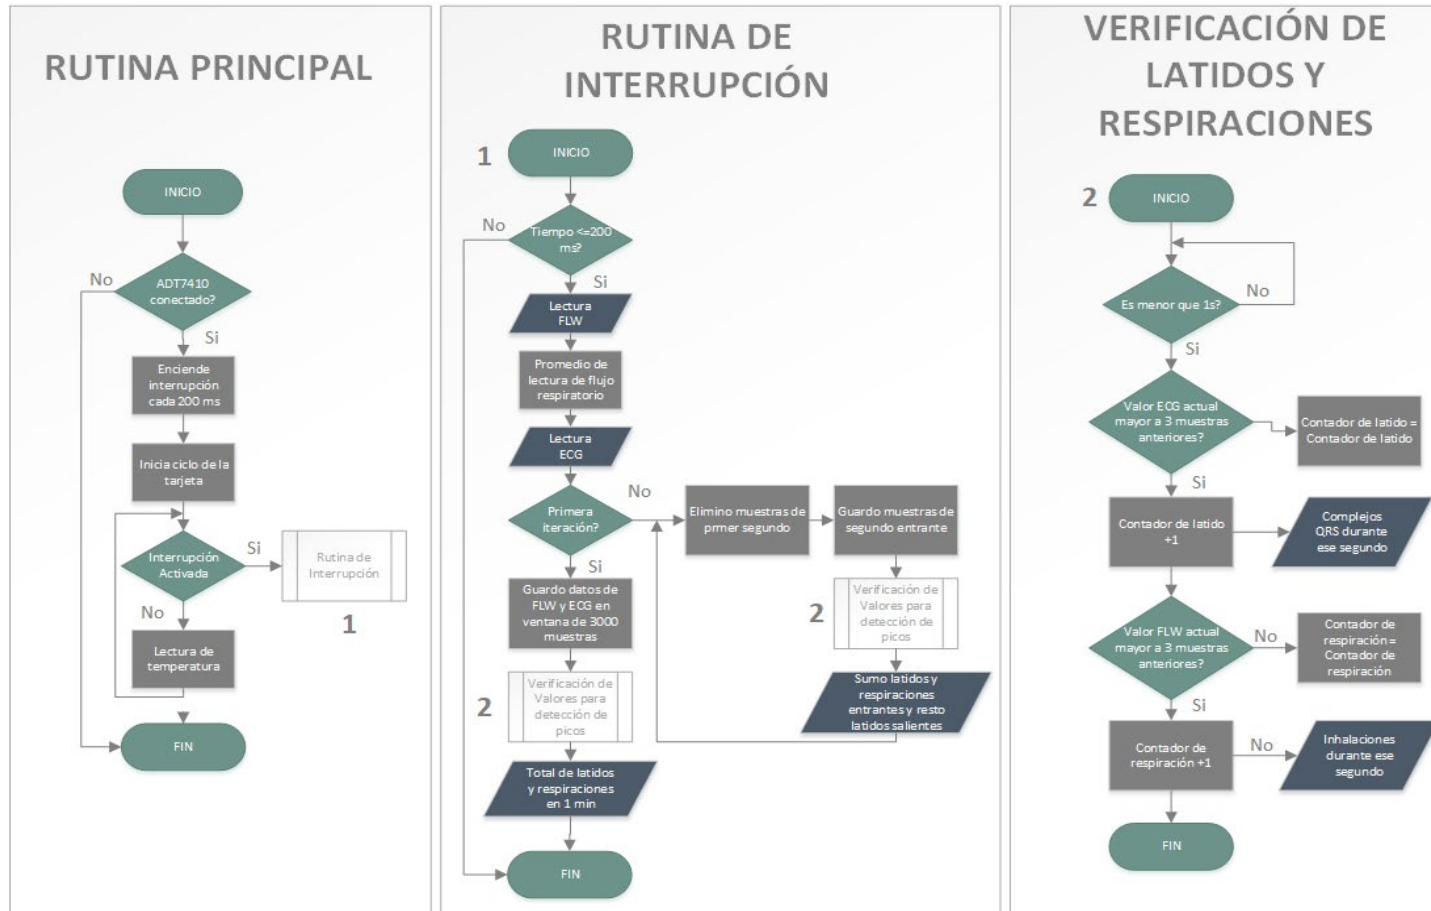 RUTINA PRINCIPAL
INICIO
ADT7410
conectado?
No
Si
Enciende
interrupción
cada 200 ms
Inicia ciclo de la
tarjeta
Interrupción
Activada
Si
Rutina de
Interrupción
1
No
Lectura de
temperatura
FIN
RUTINA DE
INTERRUPCIÓN
1
INICIO
Tiempo <=200
ms?
No
Si
Lectura
FLW
Promedio de
lectura de flujo
respiratorio
Lectura
ECG
Primera
iteración?
No
Elimino muestras de
prmer segundo
Guardo muestras de
segundo entrante
Si
Guardo datos de
FLW y ECG en
ventana de 3000
muestras
2
Verificación de
Valores para
detección de
picos
2
Verificación de
Valores para
detección de
picos
Sumo latidos y
respiraciones
entrantes y resto
latidos salientes
Total de latidos
y respiraciones
en 1 min
FIN
VERIFICACIÓN DE
LATIDOS Y
RESPIRACIONES
2
INICIO
Es menor que 1s?
No
Si
Valor ECG actual
mayor a 3 muestras
anteriores?
Contador de latido =
Contador de latido
Si
Contador de latido
+1
Complejos
QRS durante
ese segundo
Valor FLW actual
mayor a 3 muestras
anteriores?
No
Contador de
respiración =
Contador de
respiración
Si
Contador de
respiración +1
No
Inhalaciones
durante ese
segundo
FIN